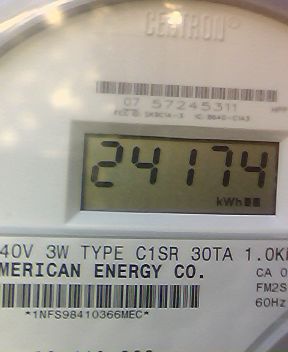 CENTRON
07 57245311
24174
kWh
40V 3W TYPE C1SR 30TA 1.0K
MERICAN ENERGY CO.
CA 0
FM2S
60Hz
*1NFS98410366MEC*